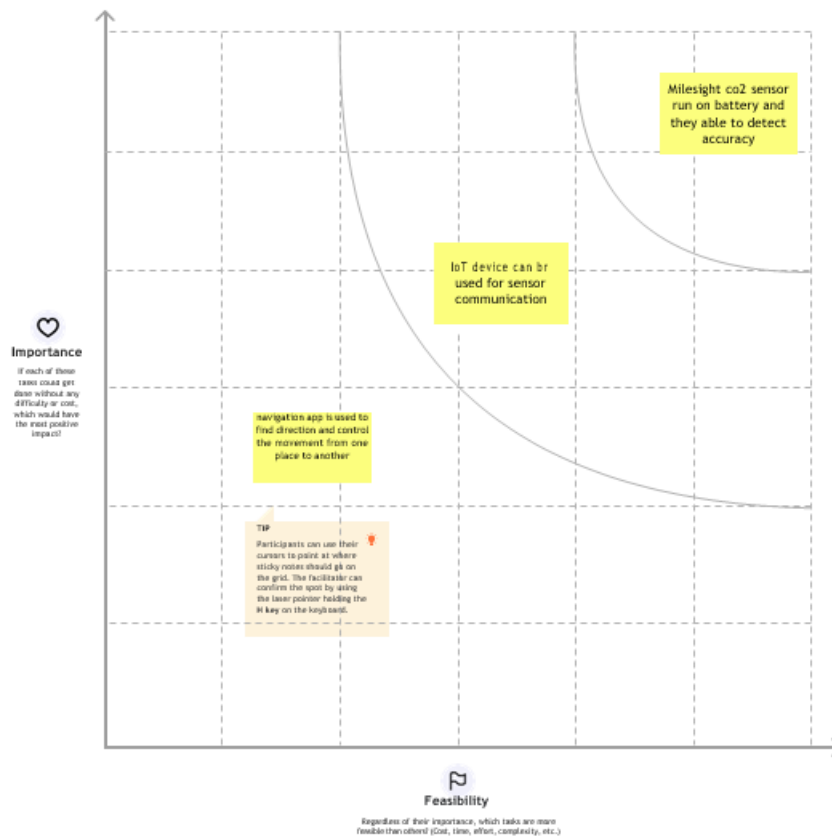 Milesight co2 sensor
run on battery and
they able to detect
accuracy
IoT device can br
used for sensor
communication
Importance
If each of these
tasks could get
done without any
difficulty or cost,
which would have
the most positive
impact?
navigation app is used to
find direction and control
the movement from one
place to another
TIP
Participants can use their
cursors to point at where
sticky notes should go on
the grid. The facilitator can
confirm the spot by using
the laser pointer holding the
H key on the keyboard.
Feasibility
Regardless of their importance, which tasks are more
feasible than others? (Cost, time, effort, complexity, etc.)